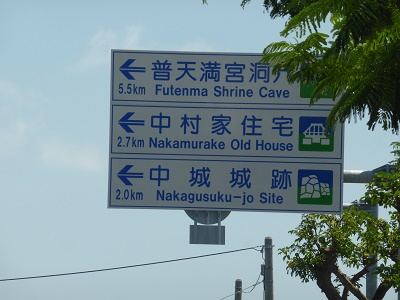 普天満宮洞穴
5.5km Futenma Shrine Cave
中村家住宅
2.7km Nakamurake Old House
中城城跡
2.0km Nakagusuku-jo Site